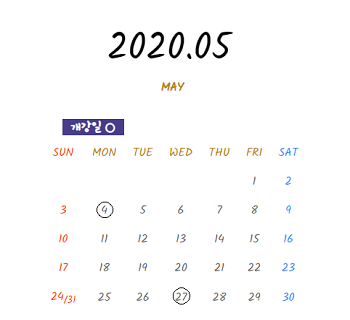 2020.05
MAY
개강일 O
SUN MON TUE WED THU FRI SAT
1 2
3 4 5 6 7 8 9
10 11 12 13 14 15 16
17 18 19 20 21 22 23
24/31 25 26 27 28 29 30